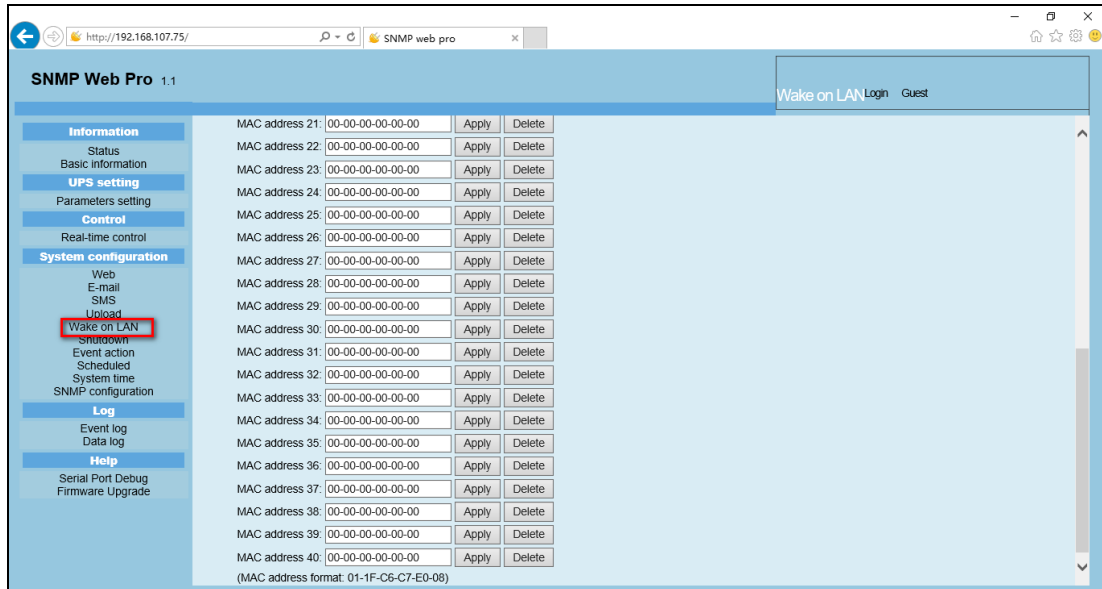 http://192.168.107.75/
SNMP web pro
SNMP Web Pro 1.1
Wake on LAN Login Guest
Information
Status
Basic information
UPS setting
Parameters setting
Control
Real-time control
System configuration
Web
E-mail
SMS
Upload
Wake on LAN
Shutdown
Event action
Scheduled
System time
SNMP configuration
Log
Event log
Data log
Help
Serial Port Debug
Firmware Upgrade
MAC address 21: 00-00-00-00-00-00 Apply Delete
MAC address 22: 00-00-00-00-00-00 Apply Delete
MAC address 23: 00-00-00-00-00-00 Apply Delete
MAC address 24: 00-00-00-00-00-00 Apply Delete
MAC address 25: 00-00-00-00-00-00 Apply Delete
MAC address 26: 00-00-00-00-00-00 Apply Delete
MAC address 27: 00-00-00-00-00-00 Apply Delete
MAC address 28: 00-00-00-00-00-00 Apply Delete
MAC address 29: 00-00-00-00-00-00 Apply Delete
MAC address 30: 00-00-00-00-00-00 Apply Delete
MAC address 31: 00-00-00-00-00-00 Apply Delete
MAC address 32: 00-00-00-00-00-00 Apply Delete
MAC address 33: 00-00-00-00-00-00 Apply Delete
MAC address 34: 00-00-00-00-00-00 Apply Delete
MAC address 35: 00-00-00-00-00-00 Apply Delete
MAC address 36: 00-00-00-00-00-00 Apply Delete
MAC address 37: 00-00-00-00-00-00 Apply Delete
MAC address 38: 00-00-00-00-00-00 Apply Delete
MAC address 39: 00-00-00-00-00-00 Apply Delete
MAC address 40: 00-00-00-00-00-00 Apply Delete
(MAC address format: 01-1F-C6-C7-E0-08)